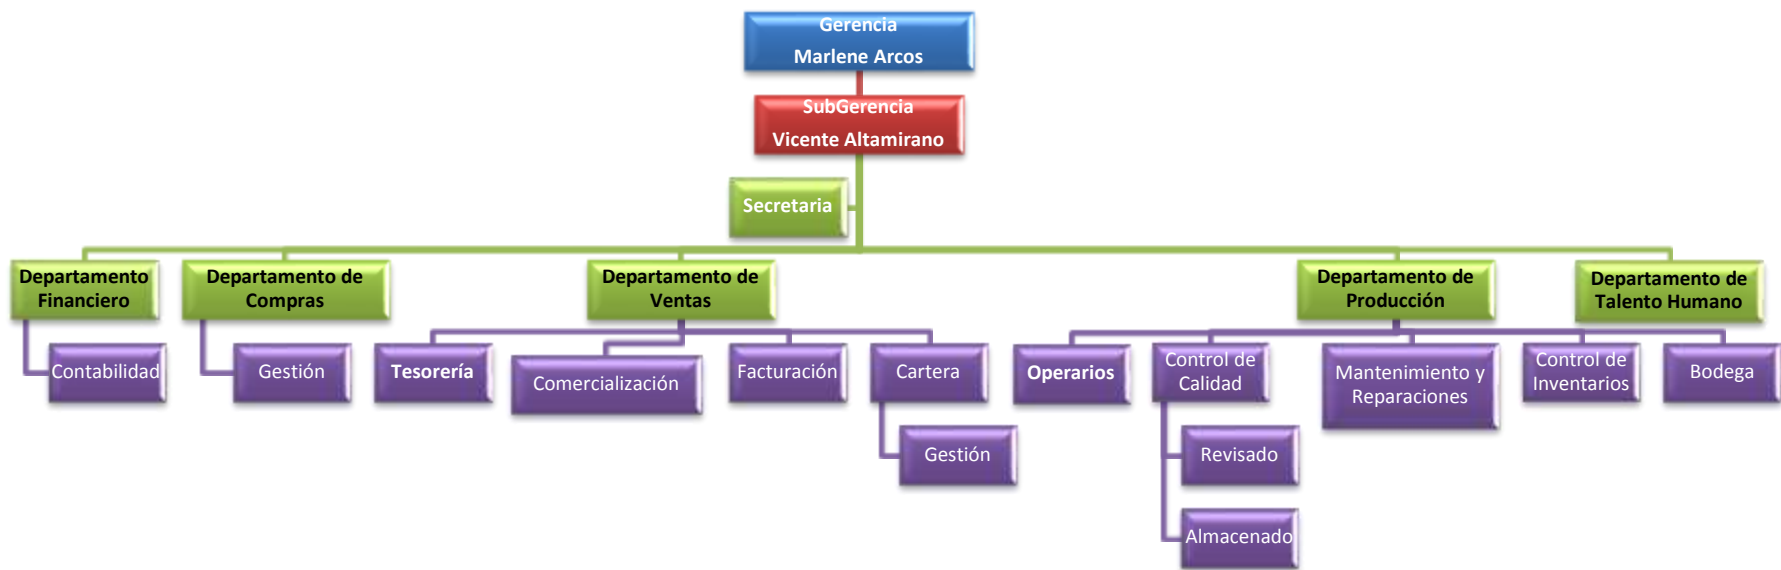 Gerencia
Marlene Arcos
SubGerencia
Vicente Altamirano
Secretaria
Departamento
Financiero
Departamento de
Compras
Departamento de
Ventas
Departamento de
Producción
Departamento de
Talento Humano
Contabilidad
Gestión
Tesorería
Comercialización
Facturación
Cartera
Operarios
Control de
Calidad
Mantenimiento y
Reparaciones
Control de
Inventarios
Bodega
Gestión
Revisado
Almacenado